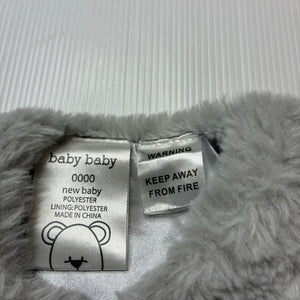 baby baby
0000
new baby
POLYESTER
LINING:POLYESTER
MADE IN CHINA
WARNING
KEEP AWAY
FROM FIRE